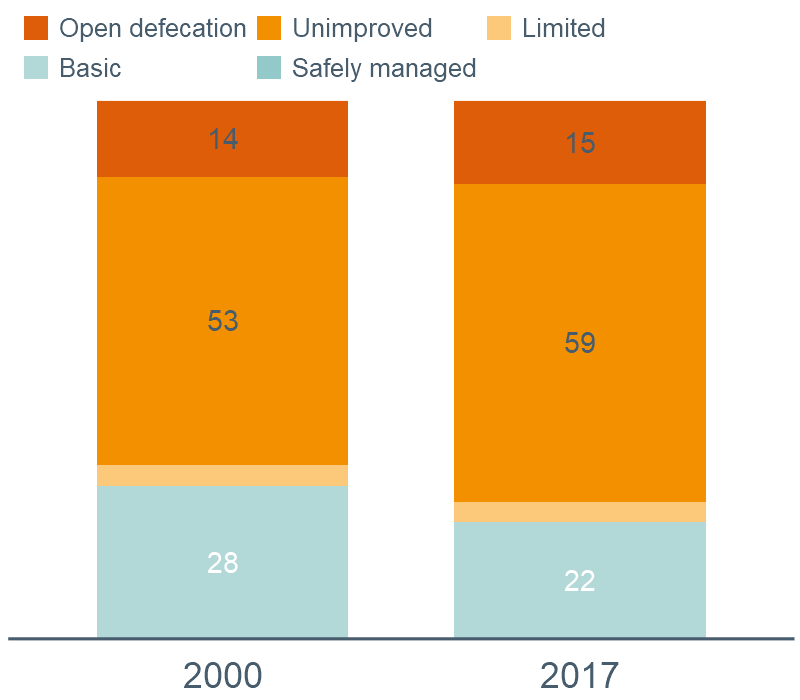 Open defecation Unimproved Limited
Basic Safely managed
14 15
53 59
28 22
2000 2017